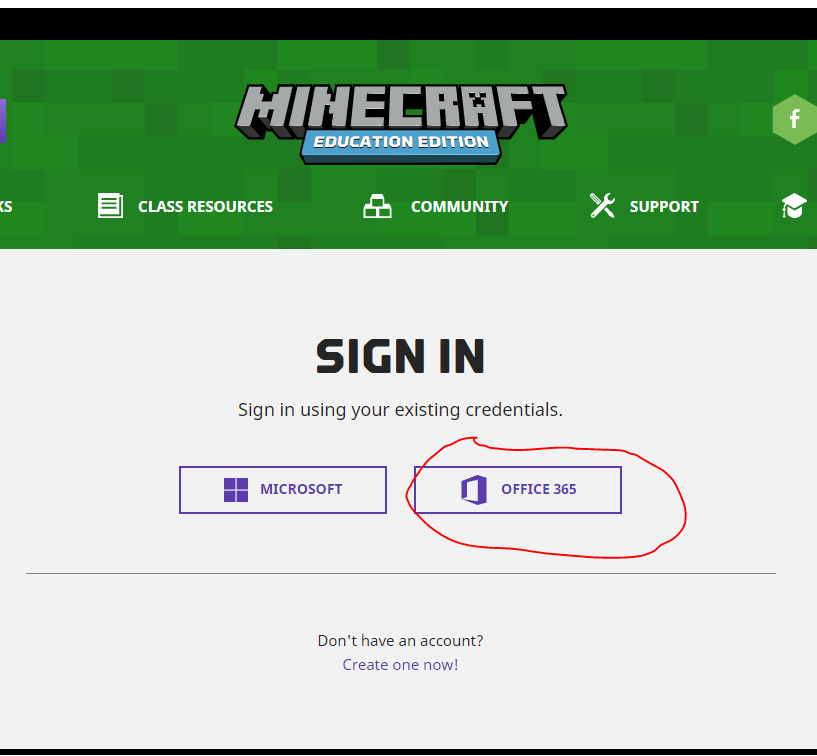 MINECRAFT
EDUCATION EDITION
f
KS
CLASS RESOURCES
COMMUNITY
SUPPORT
SIGN IN
Sign in using your existing credentials.
MICROSOFT
OFFICE 365
Don't have an account?
Create one now!